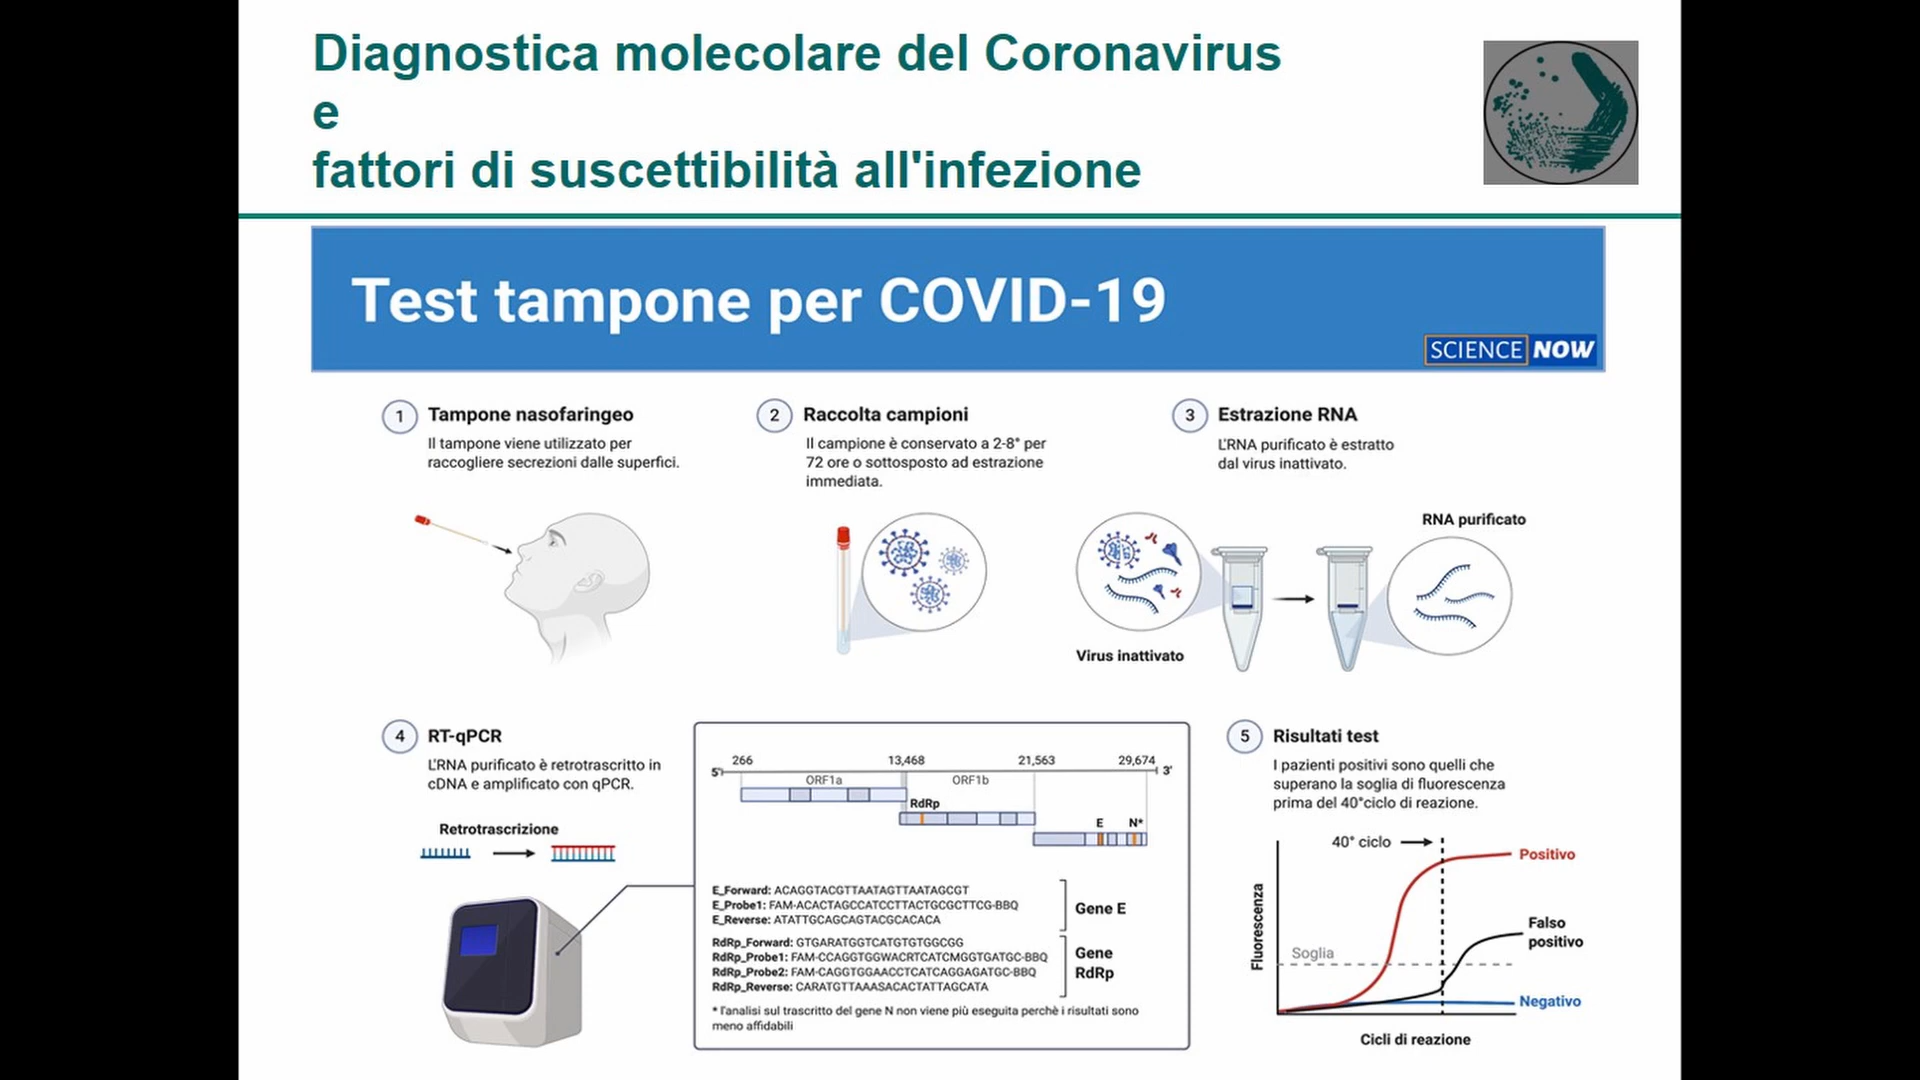 Diagnostica molecolare del Coronavirus
e
fattori di suscettibilità all'infezione
Test tampone per COVID-19
SCIENCE NOW
1 Tampone nasofaringeo
Il tampone viene utilizzato per
raccogliere secrezioni dalle superfici.
2 Raccolta campioni
Il campione è conservato a 2-8° per
72 ore o sottosposto ad estrazione
immediata.
3 Estrazione RNA
L'RNA purificato è estratto
dal virus inattivato.
RNA purificato
Virus inattivato
4 RT-qPCR
L'RNA purificato è retrotrascritto in
cDNA e amplificato con qPCR.
Retrotrascrizione
266 13,468 21,563 29,674
5' 3'
ORF1a ORF1b
RdRp
E N*
E_Forward: ACAGGTACGTTAATAGTTAATAGCGT
E_Probe1: FAM-ACACTAGCCATCCTTACTGCGCTTCG-BBQ
E_Reverse: ATATTGCAGCAGTACGCACACA
Gene E
RdRp_Forward: GTGARATGGTCATGTGTGGCGG
RdRp_Probe1: FAM-CCAGGTGGWACRTCATCMGGTGATGC-BBQ
RdRp_Probe2: FAM-CAGGTGGAACCTCATCAGGAGATGC-BBQ
RdRp_Reverse: CARATGTTAAASACACTATTAGCATA
Gene
RdRp
* l'analisi sul trascritto del gene N non viene più eseguita perchè i risultati sono
meno affidabili
5 Risultati test
I pazienti positivi sono quelli che
superano la soglia di fluorescenza
prima del 40°ciclo di reazione.
40° ciclo
Positivo
Falso
positivo
Soglia
Negativo
Fluorescenza
Cicli di reazione